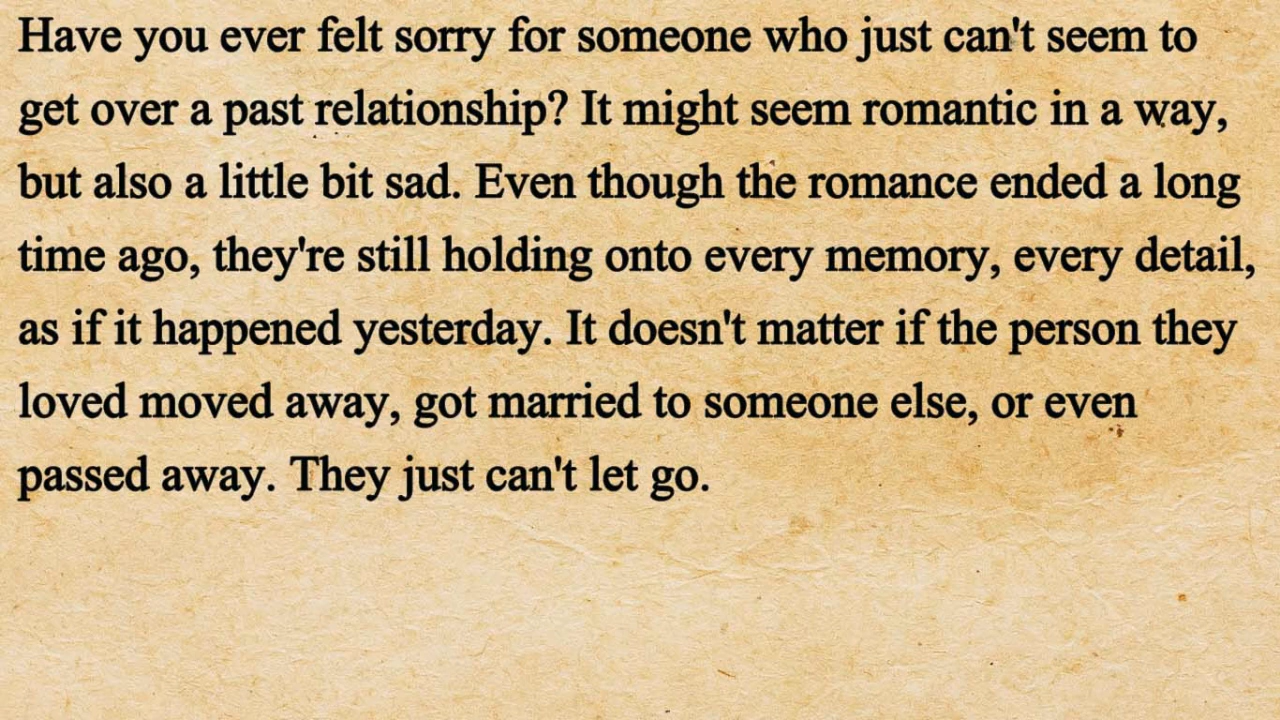 Have you ever felt sorry for someone who just can't seem to
get over a past relationship? It might seem romantic in a way,
but also a little bit sad. Even though the romance ended a long
time ago, they're still holding onto every memory, every detail,
as if it happened yesterday. It doesn't matter if the person they
loved moved away, got married to someone else, or even
passed away. They just can't let go.